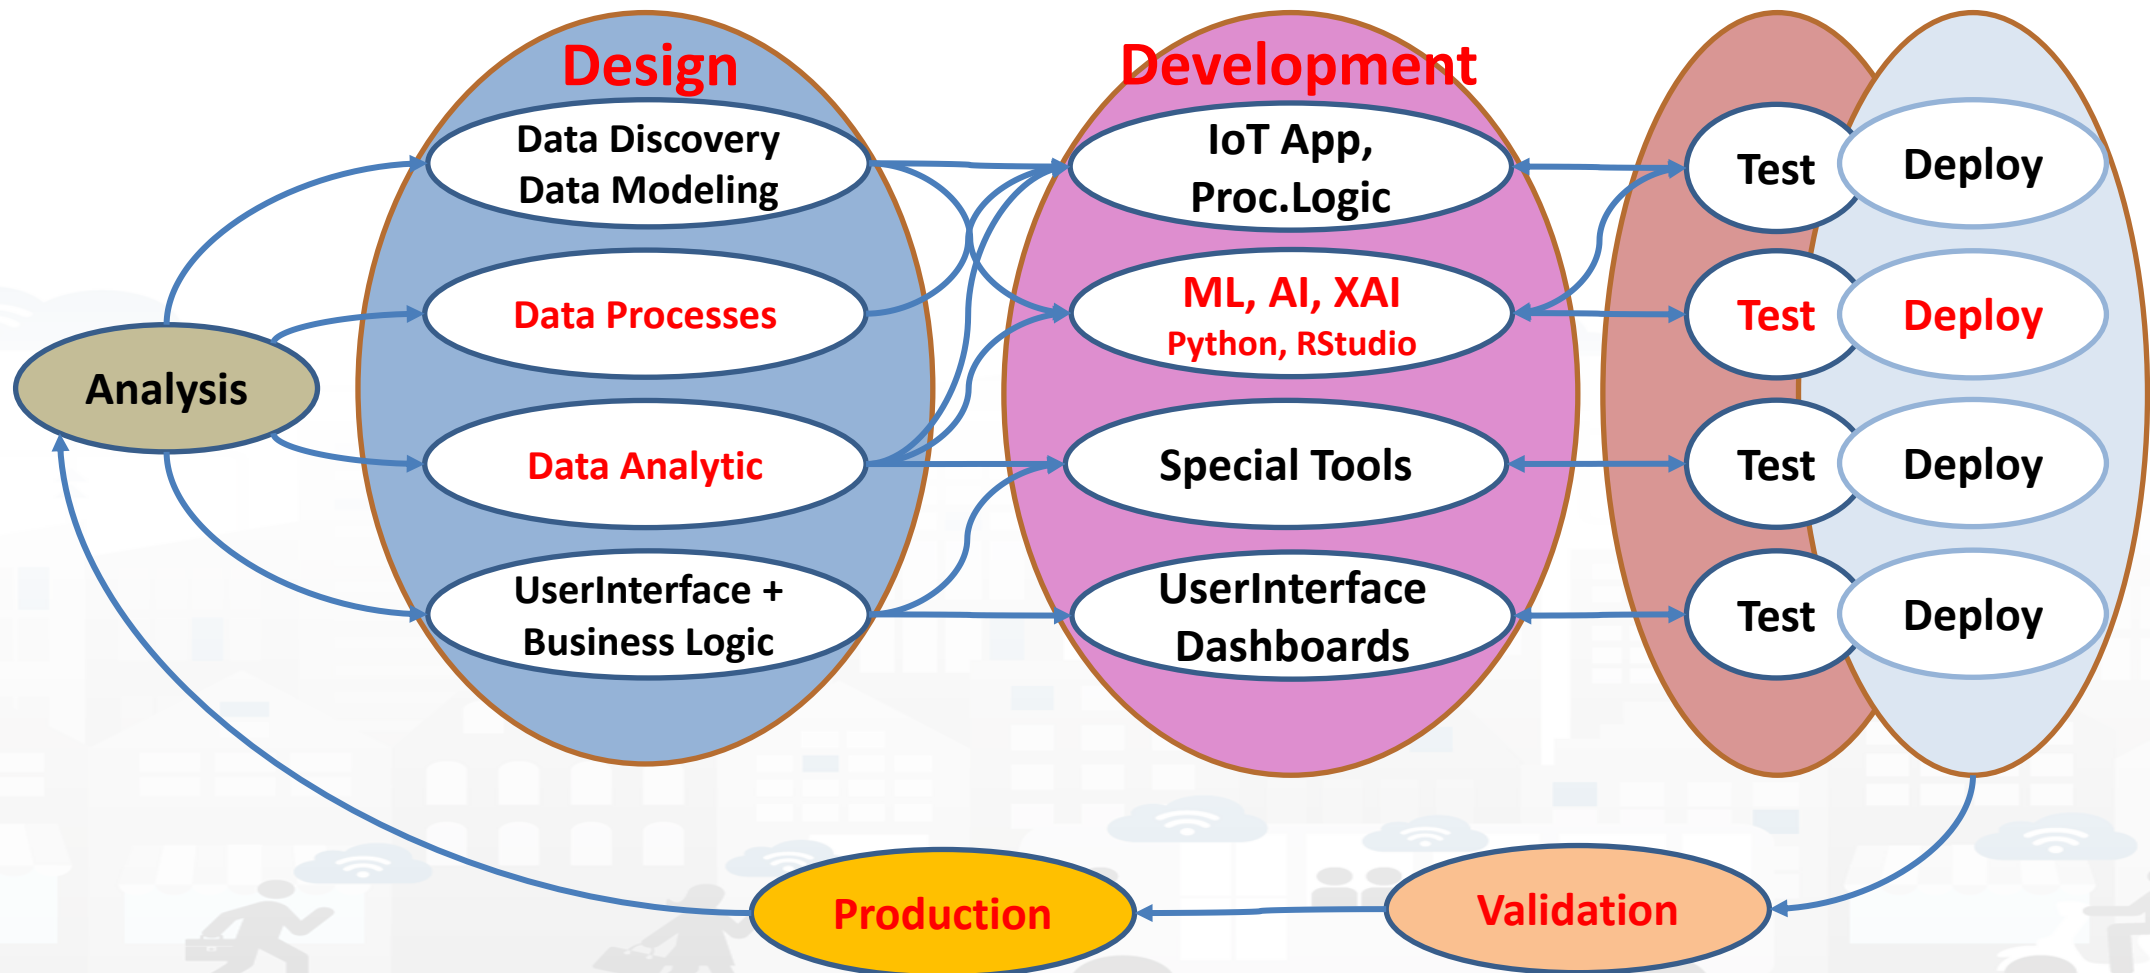 Design
Data Discovery
Data Modeling
Data Processes
Data Analytic
UserInterface +
Business Logic
Analysis
Development
IoT App,
Proc.Logic
ML, AI, XAI
Python, RStudio
Special Tools
UserInterface
Dashboards
Test
Deploy
Test
Deploy
Test
Deploy
Test
Deploy
Production
Validation